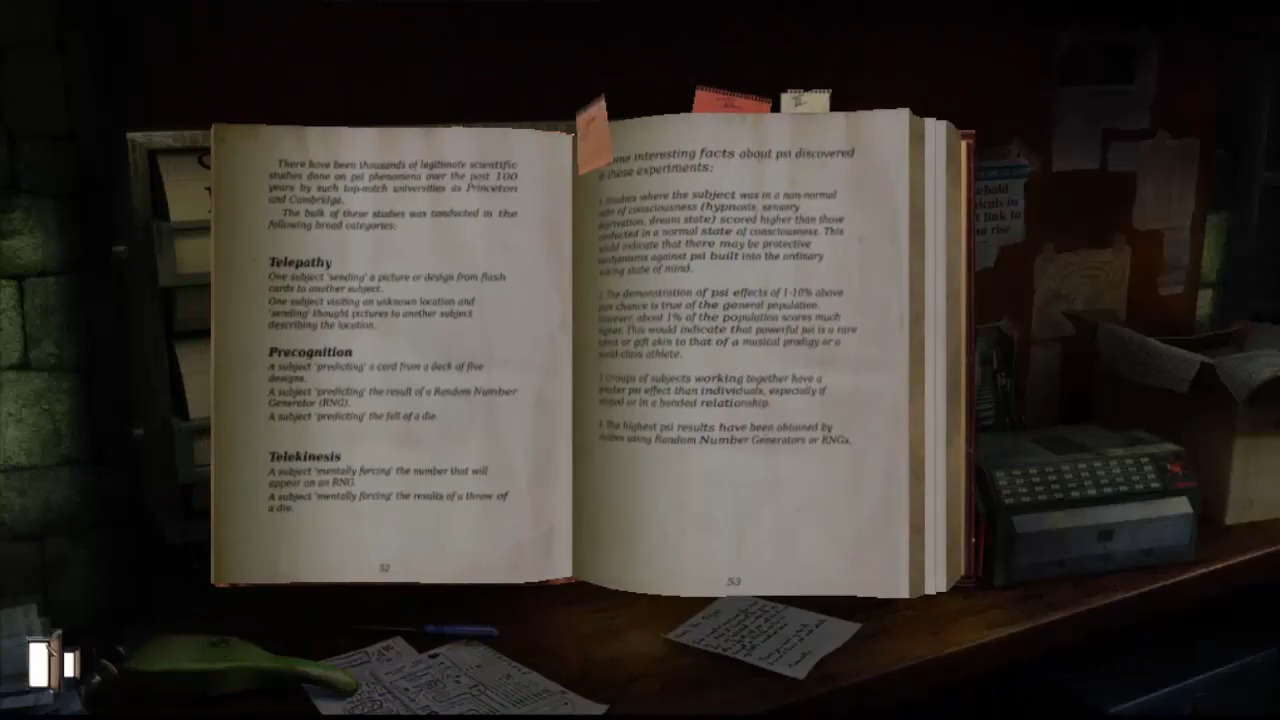 There have been thousands of legitimate scientific
studies done on psi phenomena over the past 100
years by such top-notch universities as Princeton
and Cambridge.
The bulk of these studies was conducted in the
following broad categories:
Telepathy
One subject 'sending' a picture or design from flash
cards to another subject.
One subject visiting an unknown location and
'sending' thought pictures to another subject
describing the location.
Precognition
A subject 'predicting' a card from a deck of five
designs.
A subject 'predicting' the result of a Random Number
Generator (RNG).
A subject 'predicting' the fall of a die.
Telekinesis
A subject 'mentally forcing' the number that will
appear on an RNG.
A subject 'mentally forcing' the results of a throw of
a die.
52
interesting facts about psi discovered
these experiments:
1. Studies where the subject was in a non-normal
of consciousness (hypnosis, sensory
dream state) scored higher than those
in a normal state of consciousness. This
indicate that there may be protective
against psi built into the ordinary
state of mind.
2. The demonstration of psi effects of 1-10% above
chance is true of the general population.
However, about 1% of the population scores much
higher. This would indicate that powerful psi is a rare
or gift akin to that of a musical prodigy or a
athlete.
3. Groups of subjects working together have a
psi effect than individuals, especially if
or in a bonded relationship.
4. The highest psi results have been obtained by
using Random Number Generators or RNGs.
53
ehold
icals in
t link to
rise